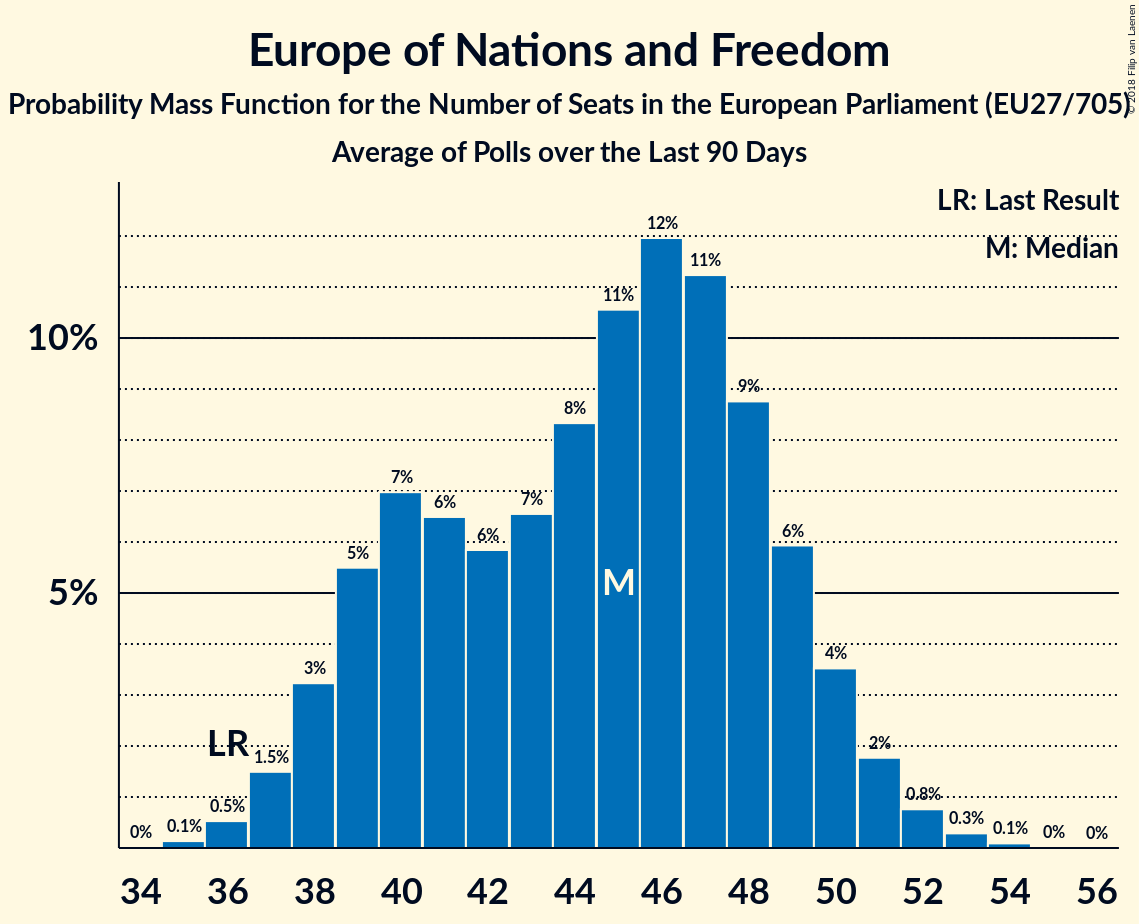 Europe of Nations and Freedom
Probability Mass Function for the Number of Seats in the European Parliament (EU27/705)
Average of Polls over the Last 90 Days
© 2018 Filip van Laenen
LR: Last Result
M: Median
12%
11%
11%
10%
9%
8%
7%
6%
7%
6%
6%
5%
5%
M
4%
3%
LR
1.5%
2%
0%
0.1%
0.5%
0.8%
0.3%
0.1%
0%
0%
34 36 38 40 42 44 46 48 50 52 54 56